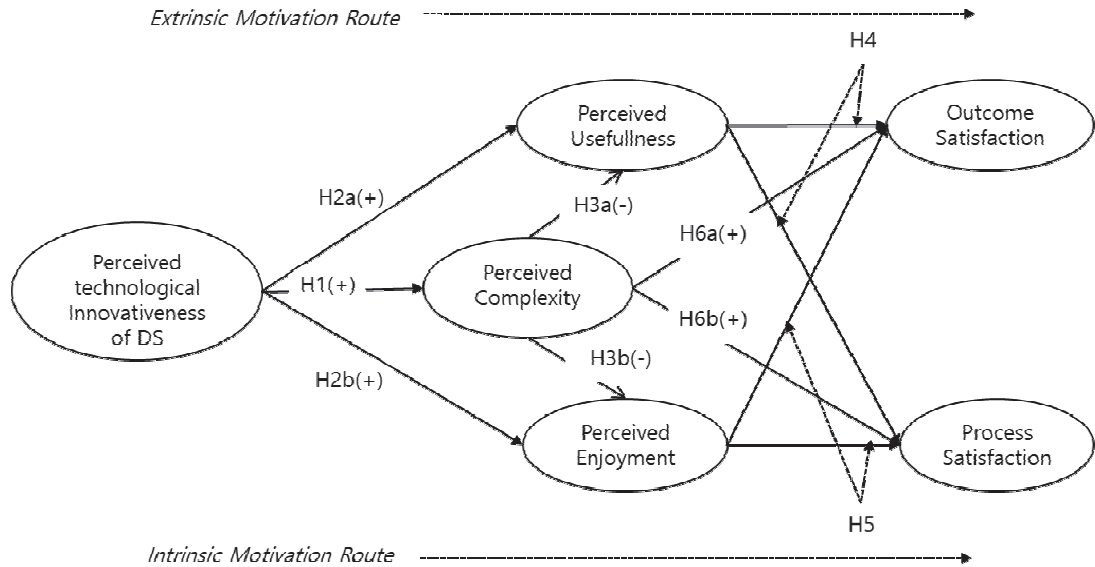 Extrinsic Motivation Route
H4
Perceived
Usefullness
Outcome
Satisfaction
H2a(+)
H3a(-)
H6a(+)
Perceived
technological
Innovativeness
of DS
H1(+)
Perceived
Complexity
H6b(+)
H3b(-)
H2b(+)
Perceived
Enjoyment
Process
Satisfaction
H5
Intrinsic Motivation Route